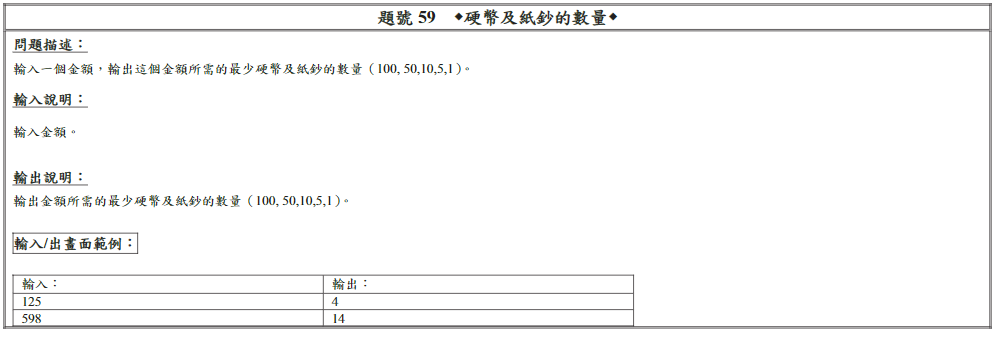 題號 59 ◆硬幣及紙鈔的數量◆
問題描述：
輸入一個金額，輸出這個金額所需的最少硬幣及紙鈔的數量（100, 50,10,5,1）。
輸入說明：
輸入金額。
輸出說明：
輸出金額所需的最少硬幣及紙鈔的數量（100, 50,10,5,1）。
輸入/出畫面範例：
輸入： 輸出：
125 4
598 14